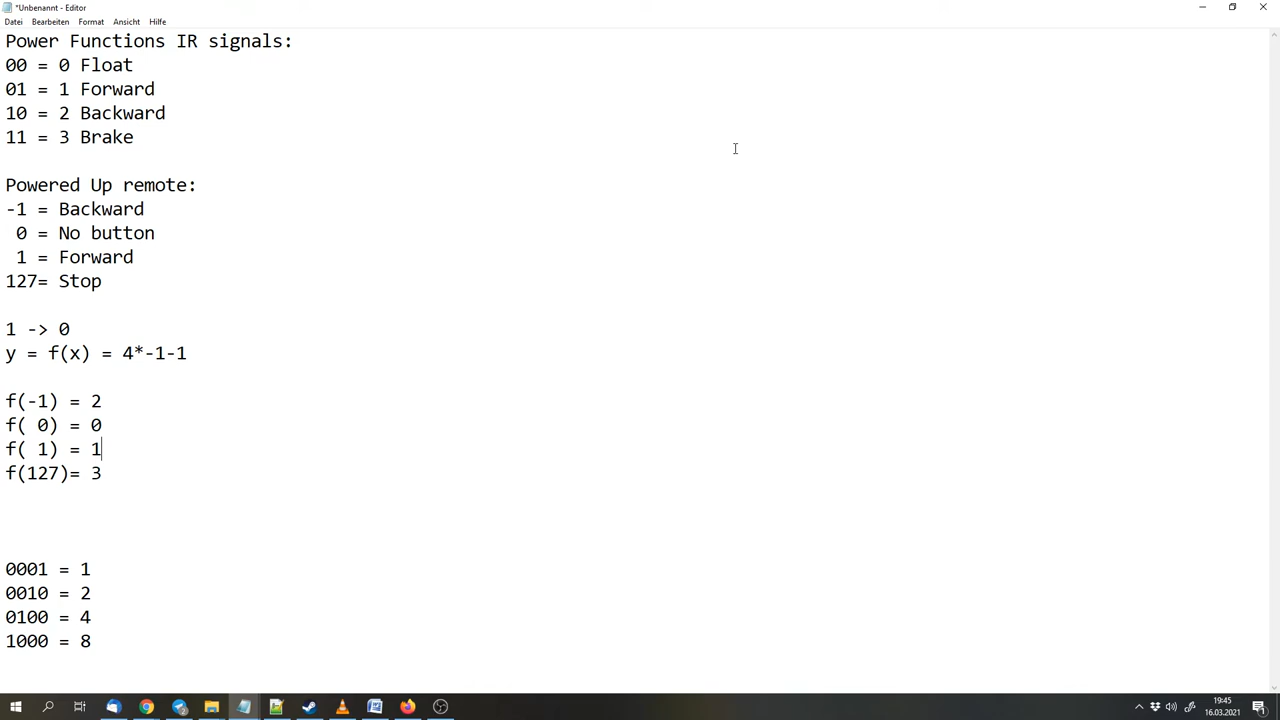 *Unbenannt - Editor
Datei Bearbeiten Format Ansicht Hilfe
Power Functions IR signals:
00 = 0 Float
01 = 1 Forward
10 = 2 Backward
11 = 3 Brake
Powered Up remote:
-1 = Backward
0 = No button
1 = Forward
127= Stop
1 -> 0
y = f(x) = 4*-1-1
f(-1) = 2
f( 0) = 0
f( 1) = 1
f(127)= 3
0001 = 1
0010 = 2
0100 = 4
1000 = 8
19:45
16.03.2021